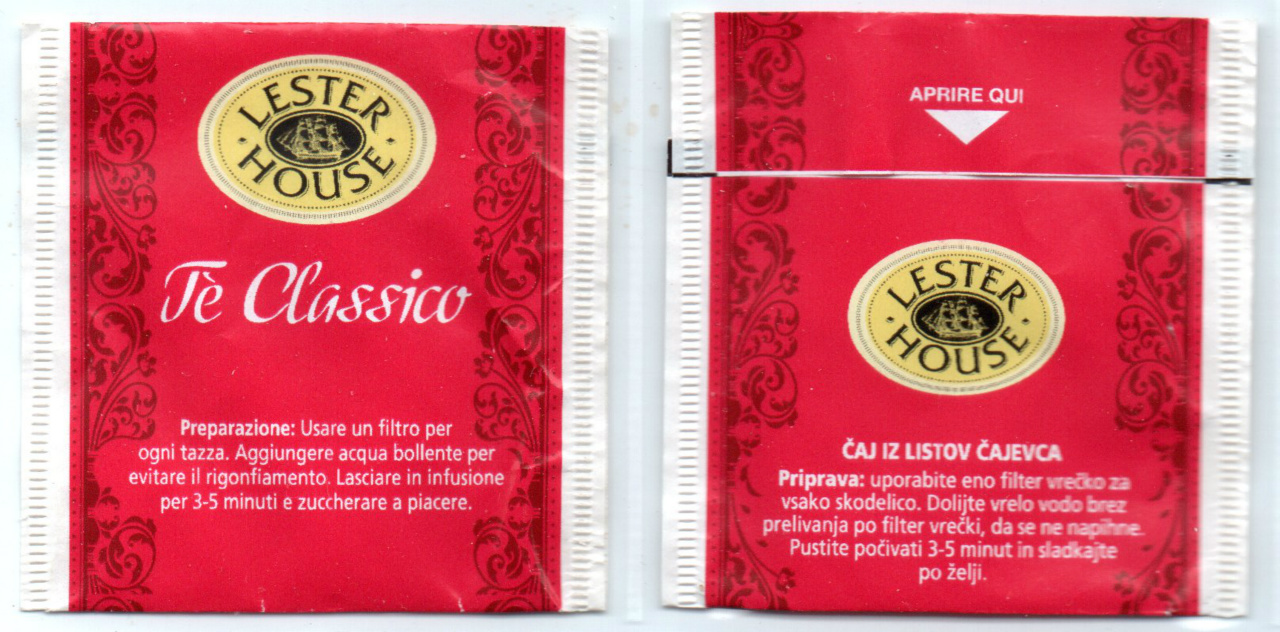 LESTER
HOUSE
Tè Classico
Preparazione: Usare un filtro per
ogni tazza. Aggiungere acqua bollente per
evitare il rigonfiamento. Lasciare in infusione
per 3-5 minuti e zuccherare a piacere.
APRIRE QUI
LESTER
HOUSE
ČAJ IZ LISTOV ČAJEVCA
Priprava: uporabite eno filter vrečko za
vsako skodelico. Dolijte vrelo vodo brez
prelivanja po filter vrečki, da se ne napihne.
Pustite počivati 3-5 minut in sladkajte
po želji.